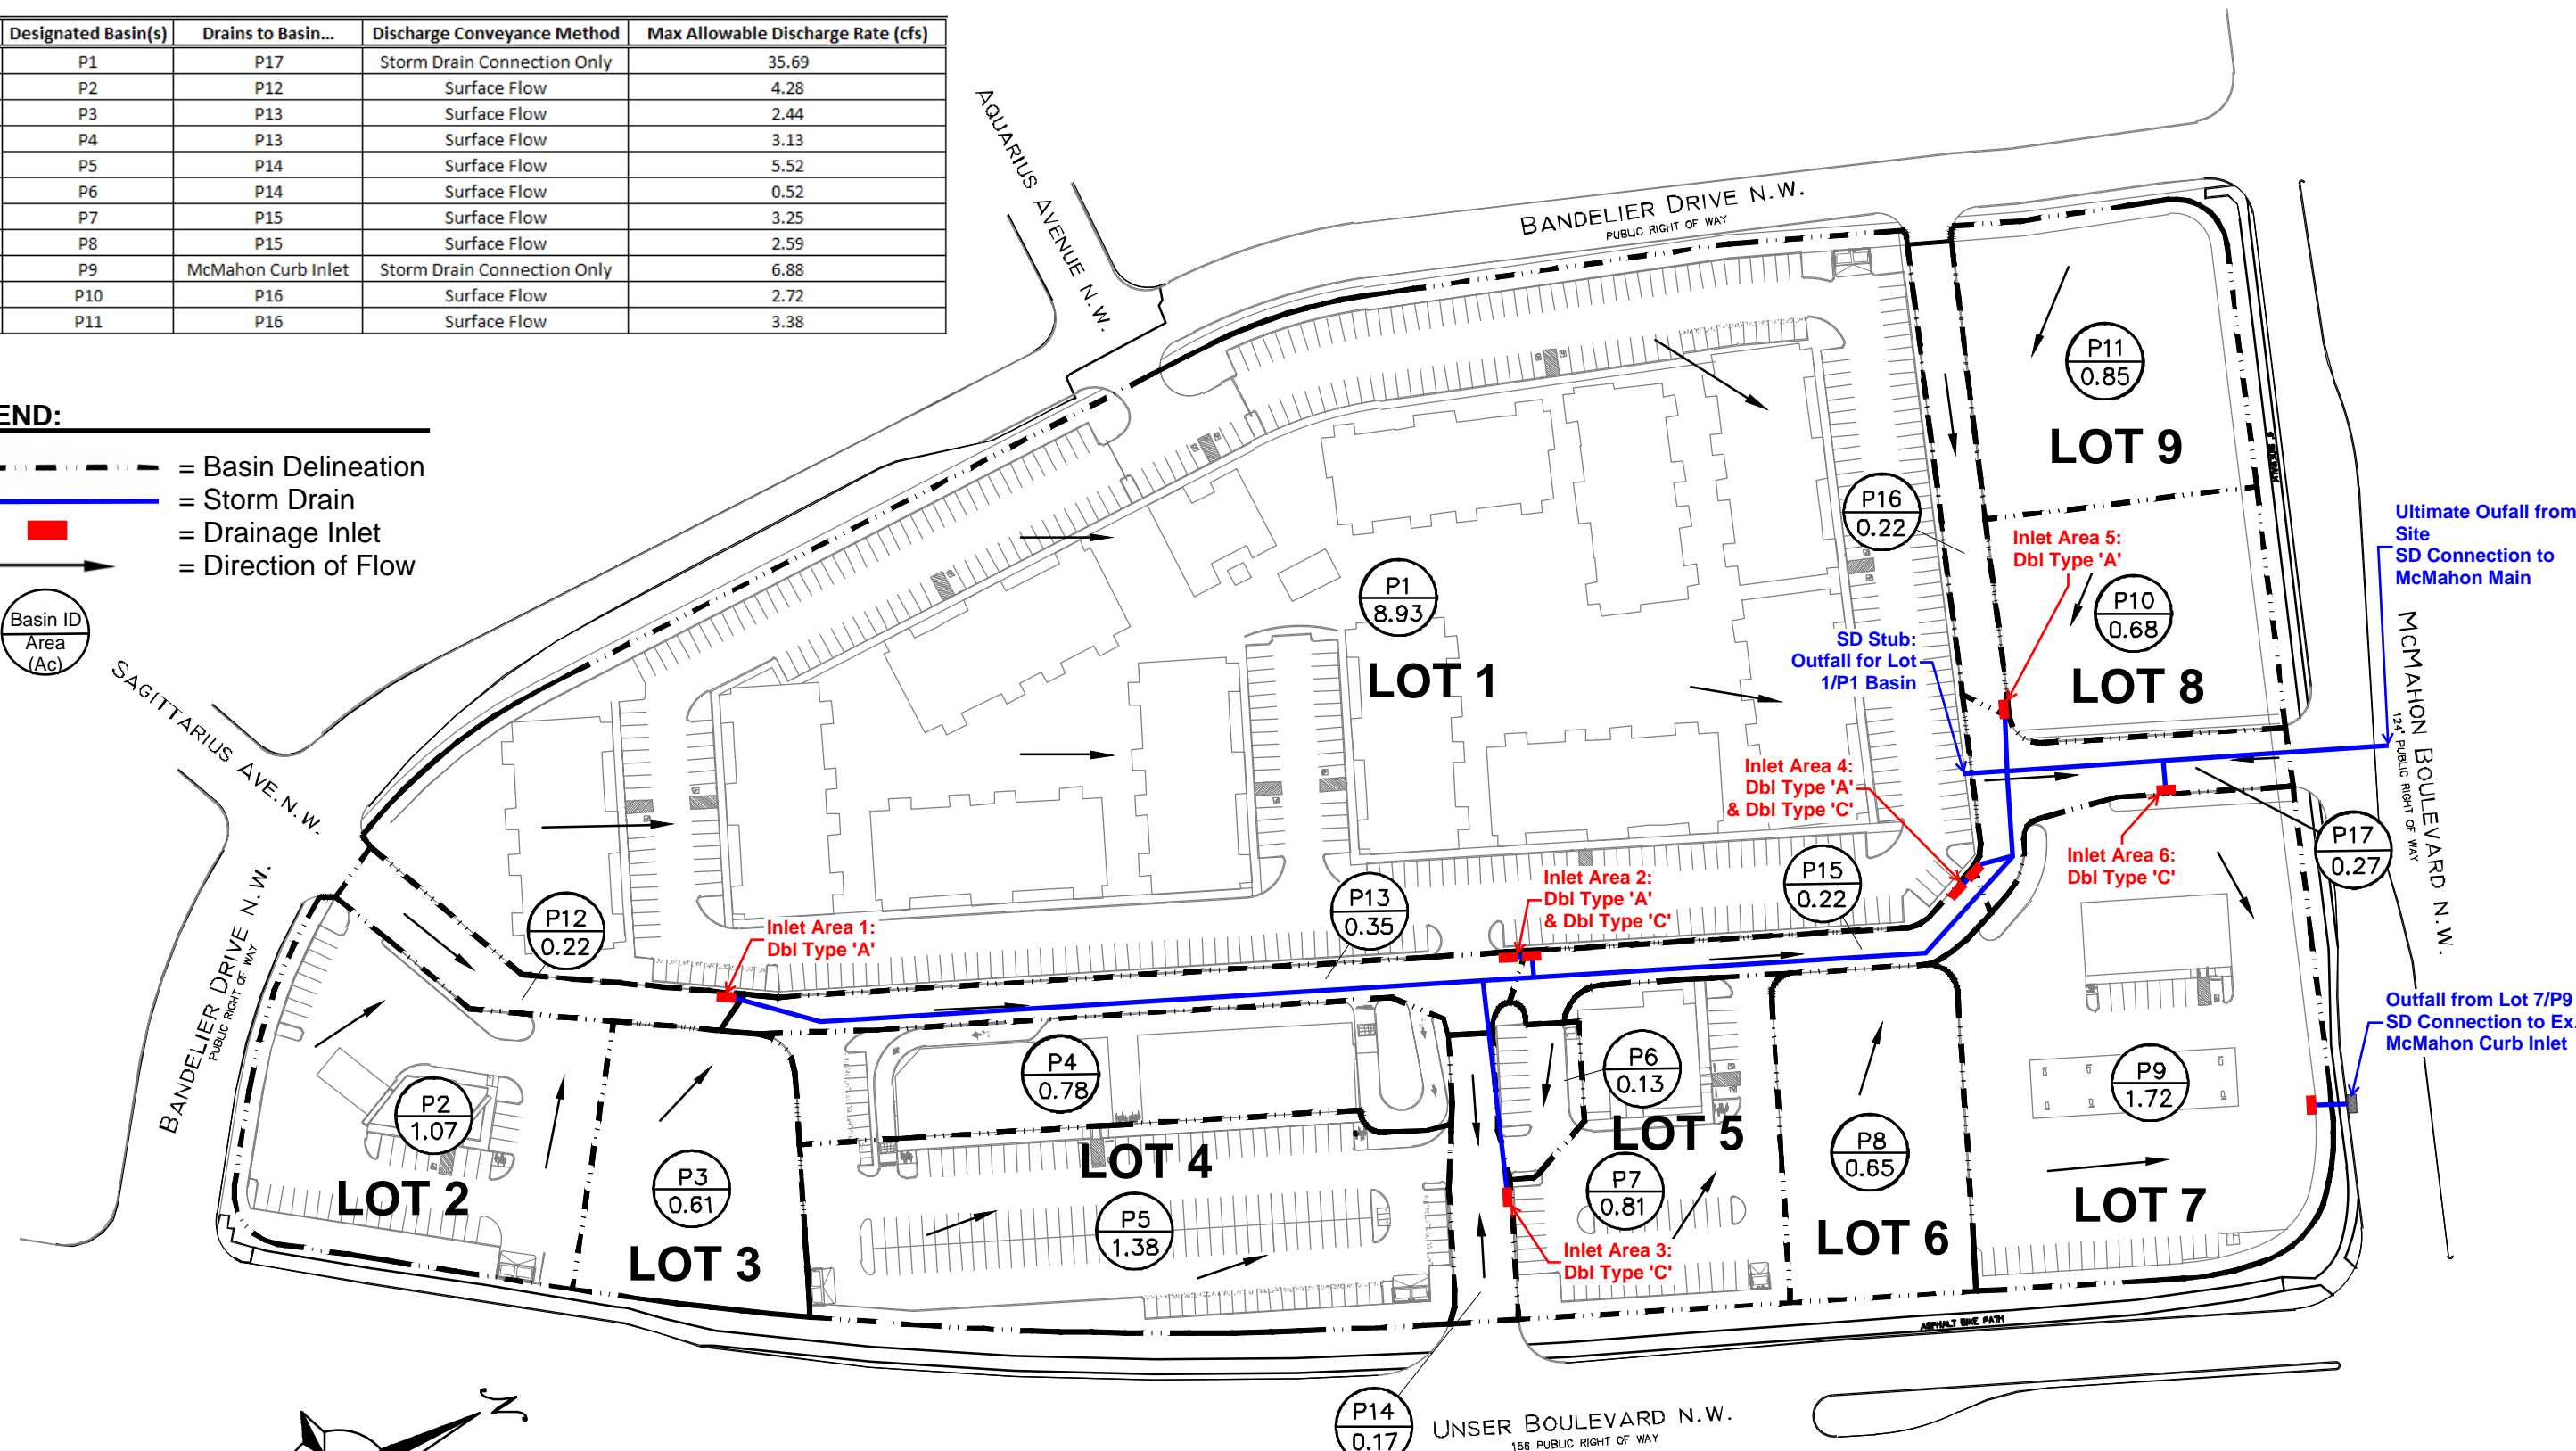 Designated Basin(s) Drains to Basin... Discharge Conveyance Method Max Allowable Discharge Rate (cfs)
P1 P17 Storm Drain Connection Only 35.69
P2 P12 Surface Flow 4.28
P3 P13 Surface Flow 2.44
P4 P13 Surface Flow 3.13
P5 P14 Surface Flow 5.52
P6 P14 Surface Flow 0.52
P7 P15 Surface Flow 3.25
P8 P15 Surface Flow 2.59
P9 McMahon Curb Inlet Storm Drain Connection Only 6.88
P10 P16 Surface Flow 2.72
P11 P16 Surface Flow 3.38
END:
= Basin Delineation
= Storm Drain
= Drainage Inlet
= Direction of Flow
Basin ID
Area
(Ac)
AQUARIUS AVENUE N.W.
BANDELIER DRIVE N.W.
PUBLIC RIGHT OF WAY
P11
0.85
LOT 9
6' SIDEWALK
P16
0.22
Inlet Area 5:
Dbl Type 'A'
Ultimate Oufall from
Site
SD Connection to
McMahon Main
P1
8.93
LOT 1
P10
0.68
LOT 8
SD Stub:
Outfall for Lot
1/P1 Basin
MCMAHON BOULEVARD N.W.
124' PUBLIC RIGHT OF WAY
SAGITTARIUS AVE. N.W.
Inlet Area 4:
Dbl Type 'A'
& Dbl Type 'C'
Inlet Area 6:
Dbl Type 'C'
P17
0.27
BANDELIER DRIVE N.W.
PUBLIC RIGHT OF WAY
P12
0.22
Inlet Area 1:
Dbl Type 'A'
P13
0.35
Inlet Area 2:
Dbl Type 'A'
& Dbl Type 'C'
P15
0.22
Outfall from Lot 7/P9
SD Connection to Ex.
McMahon Curb Inlet
P2
1.07
LOT 2
P3
0.61
LOT 3
P4
0.78
LOT 4
P5
1.38
P6
0.13
LOT 5
P7
0.81
Inlet Area 3:
Dbl Type 'C'
P8
0.65
LOT 6
P9
1.72
LOT 7
ASPHALT BIKE PATH
N
P14
0.17
UNSER BOULEVARD N.W.
156 PUBLIC RIGHT OF WAY